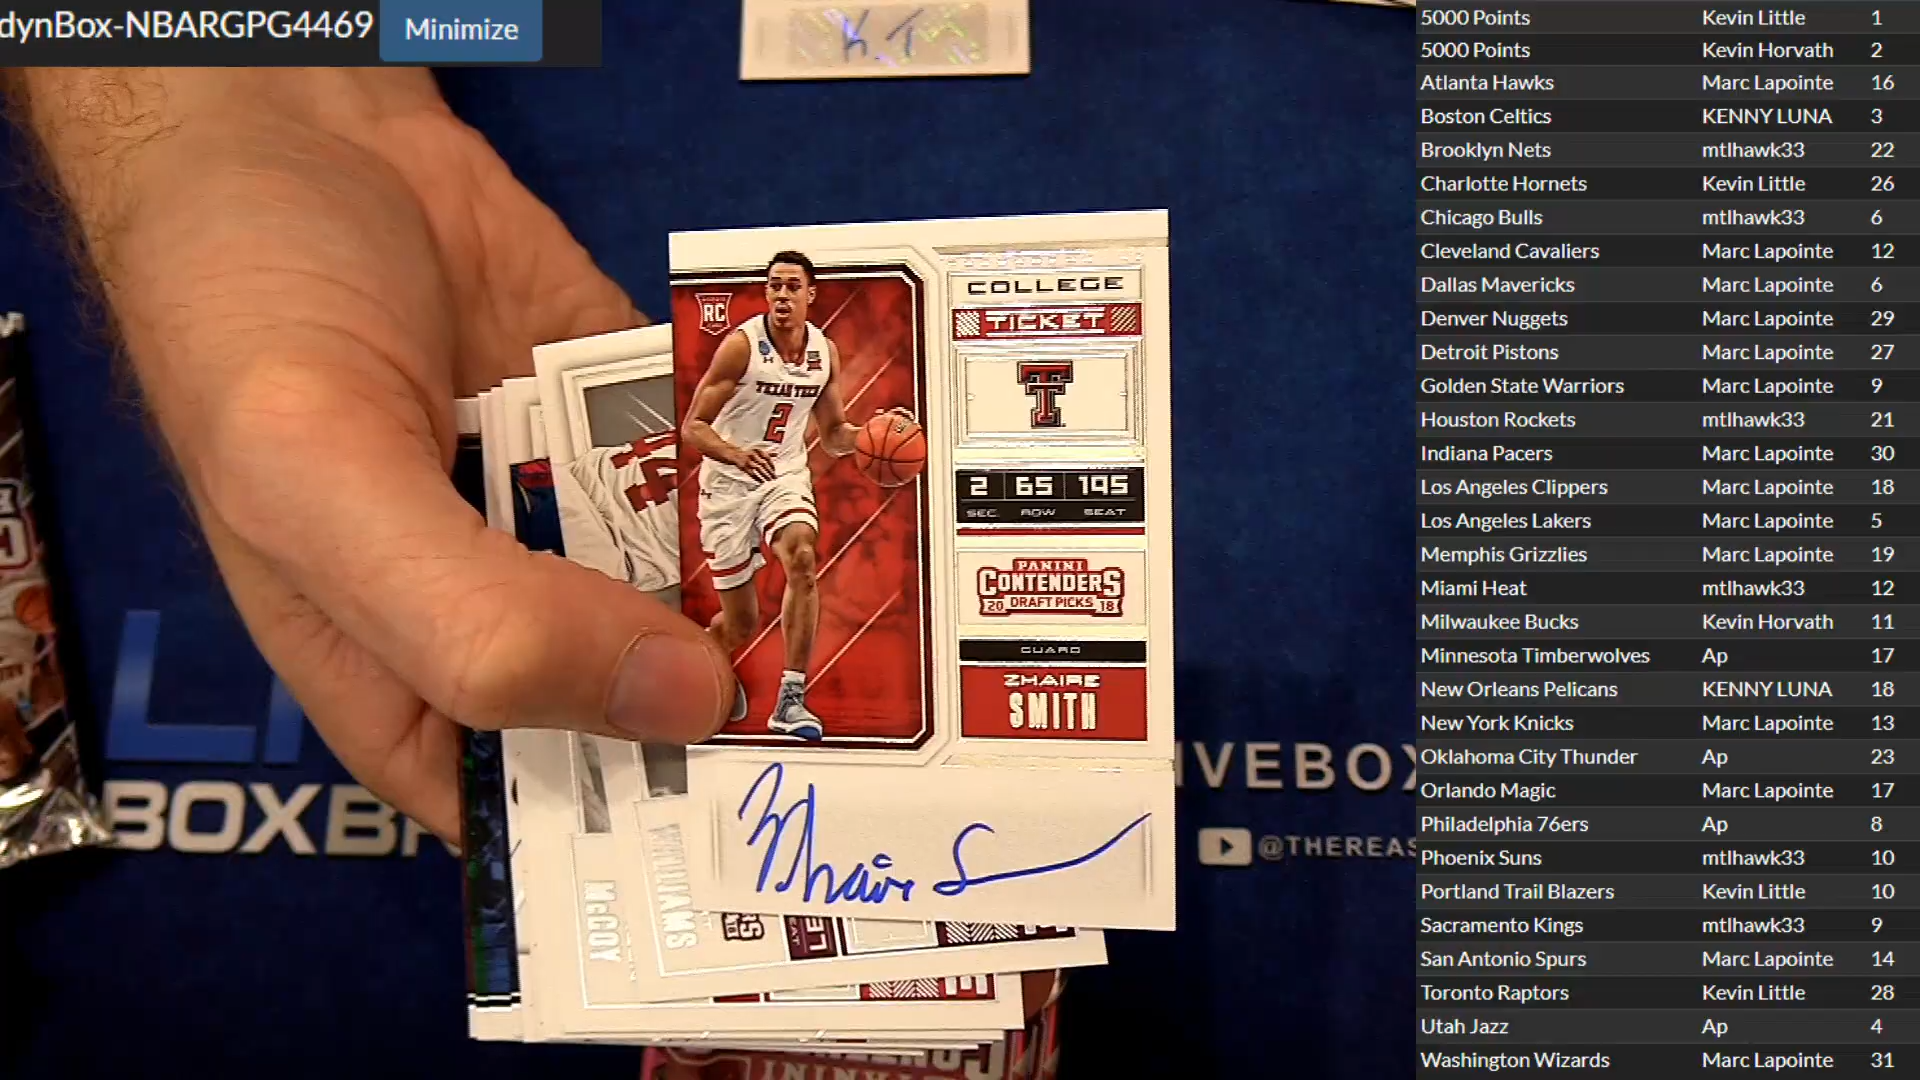 dynBox-NBARGPG4469
Minimize
K.T
RC
COLLEGE
TICKET
TEXAS TECH
2
2 65 195
SEC. ROW SEAT
PANINI
CONTENDERS
20 DRAFT PICKS 18
GUARD
ZHAIRE
SMITH
Zhaire S
44
WILLIAMS
McCOY
BOXB
IVEBOX
@THEREAS
5000 Points Kevin Little 1
5000 Points Kevin Horvath 2
Atlanta Hawks Marc Lapointe 16
Boston Celtics KENNY LUNA 3
Brooklyn Nets mtlhawk33 22
Charlotte Hornets Kevin Little 26
Chicago Bulls mtlhawk33 6
Cleveland Cavaliers Marc Lapointe 12
Dallas Mavericks Marc Lapointe 6
Denver Nuggets Marc Lapointe 29
Detroit Pistons Marc Lapointe 27
Golden State Warriors Marc Lapointe 9
Houston Rockets mtlhawk33 21
Indiana Pacers Marc Lapointe 30
Los Angeles Clippers Marc Lapointe 18
Los Angeles Lakers Marc Lapointe 5
Memphis Grizzlies Marc Lapointe 19
Miami Heat mtlhawk33 12
Milwaukee Bucks Kevin Horvath 11
Minnesota Timberwolves Ap 17
New Orleans Pelicans KENNY LUNA 18
New York Knicks Marc Lapointe 13
Oklahoma City Thunder Ap 23
Orlando Magic Marc Lapointe 17
Philadelphia 76ers Ap 8
Phoenix Suns mtlhawk33 10
Portland Trail Blazers Kevin Little 10
Sacramento Kings mtlhawk33 9
San Antonio Spurs Marc Lapointe 14
Toronto Raptors Kevin Little 28
Utah Jazz Ap 4
Washington Wizards Marc Lapointe 31